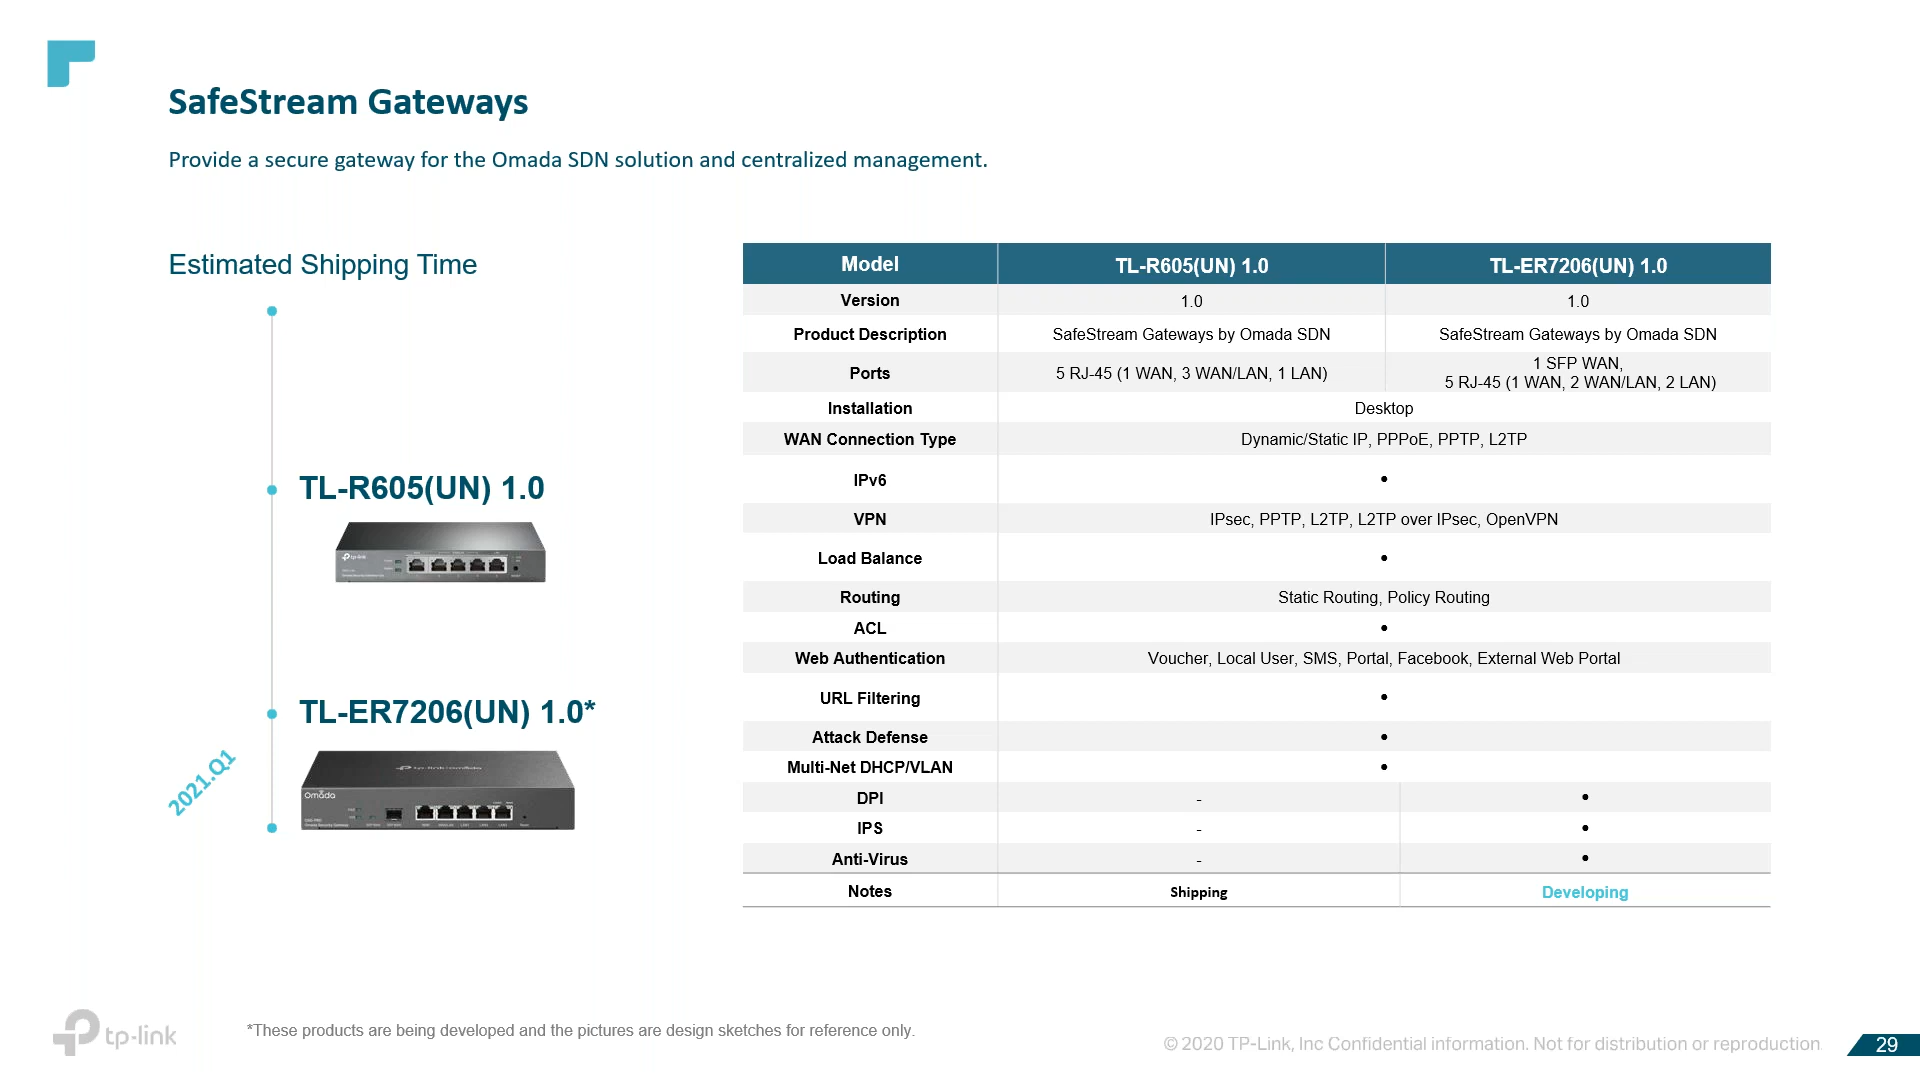 SafeStream Gateways
Provide a secure gateway for the Omada SDN solution and centralized management.
Estimated Shipping Time
TL-R605(UN) 1.0
tp-link
TL-ER7206(UN) 1.0*
2021.Q1
tp-link omada
Omada
Model TL-R605(UN) 1.0 TL-ER7206(UN) 1.0
Version 1.0 1.0
Product Description SafeStream Gateways by Omada SDN SafeStream Gateways by Omada SDN
Ports 5 RJ-45 (1 WAN, 3 WAN/LAN, 1 LAN) 1 SFP WAN,
5 RJ-45 (1 WAN, 2 WAN/LAN, 2 LAN)
Installation Desktop
WAN Connection Type Dynamic/Static IP, PPPoE, PPTP, L2TP
IPv6 •
VPN IPsec, PPTP, L2TP, L2TP over IPsec, OpenVPN
Load Balance •
Routing Static Routing, Policy Routing
ACL •
Web Authentication Voucher, Local User, SMS, Portal, Facebook, External Web Portal
URL Filtering •
Attack Defense •
Multi-Net DHCP/VLAN •
DPI - •
IPS - •
Anti-Virus - •
Notes Shipping Developing
tp-link
*These products are being developed and the pictures are design sketches for reference only.
© 2020 TP-Link, Inc Confidential information. Not for distribution or reproduction.
29